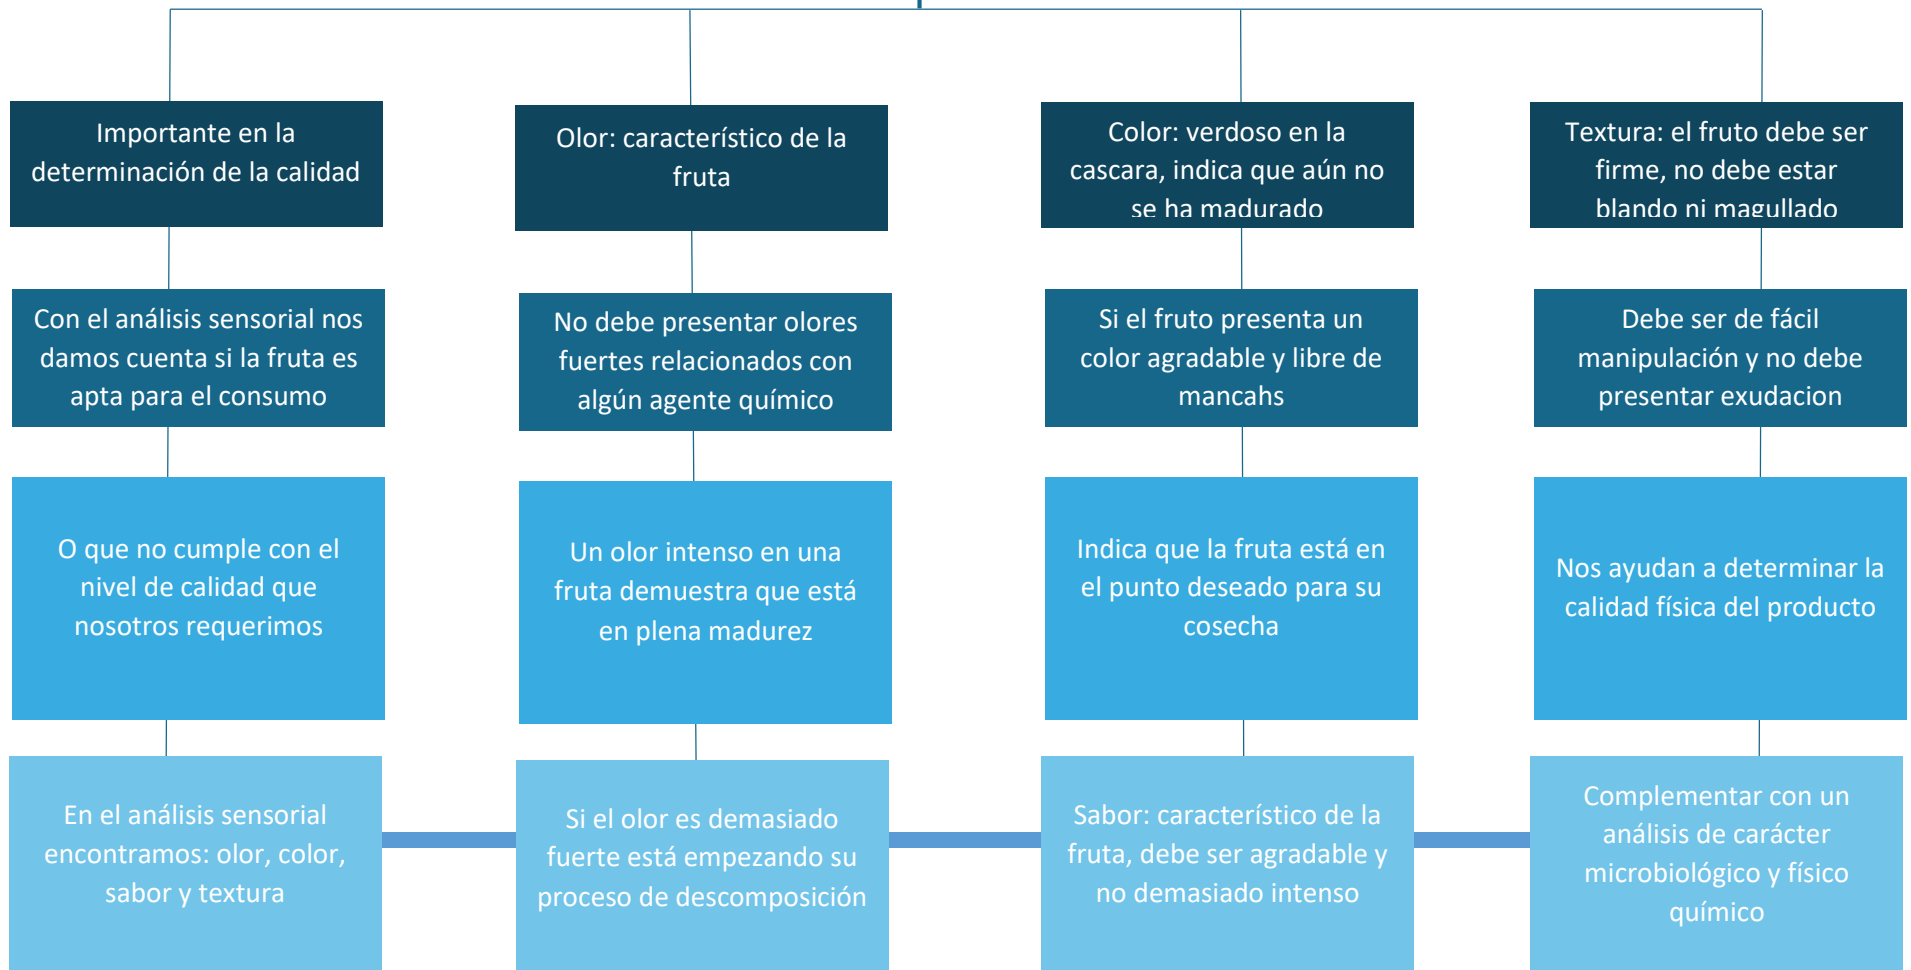 Importante en la
determinación de la calidad
Olor: característico de la
fruta
Color: verdoso en la
cascara, indica que aún no
se ha madurado
Textura: el fruto debe ser
firme, no debe estar
blando ni magullado
Con el análisis sensorial nos
damos cuenta si la fruta es
apta para el consumo
No debe presentar olores
fuertes relacionados con
algún agente químico
Si el fruto presenta un
color agradable y libre de
mancahs
Debe ser de fácil
manipulación y no debe
presentar exudacion
O que no cumple con el
nivel de calidad que
nosotros requerimos
Un olor intenso en una
fruta demuestra que está
en plena madurez
Indica que la fruta está en
el punto deseado para su
cosecha
Nos ayudan a determinar la
calidad física del producto
En el análisis sensorial
encontramos: olor, color,
sabor y textura
Si el olor es demasiado
fuerte está empezando su
proceso de descomposición
Sabor: característico de la
fruta, debe ser agradable y
no demasiado intenso
Complementar con un
análisis de carácter
microbiológico y físico
químico